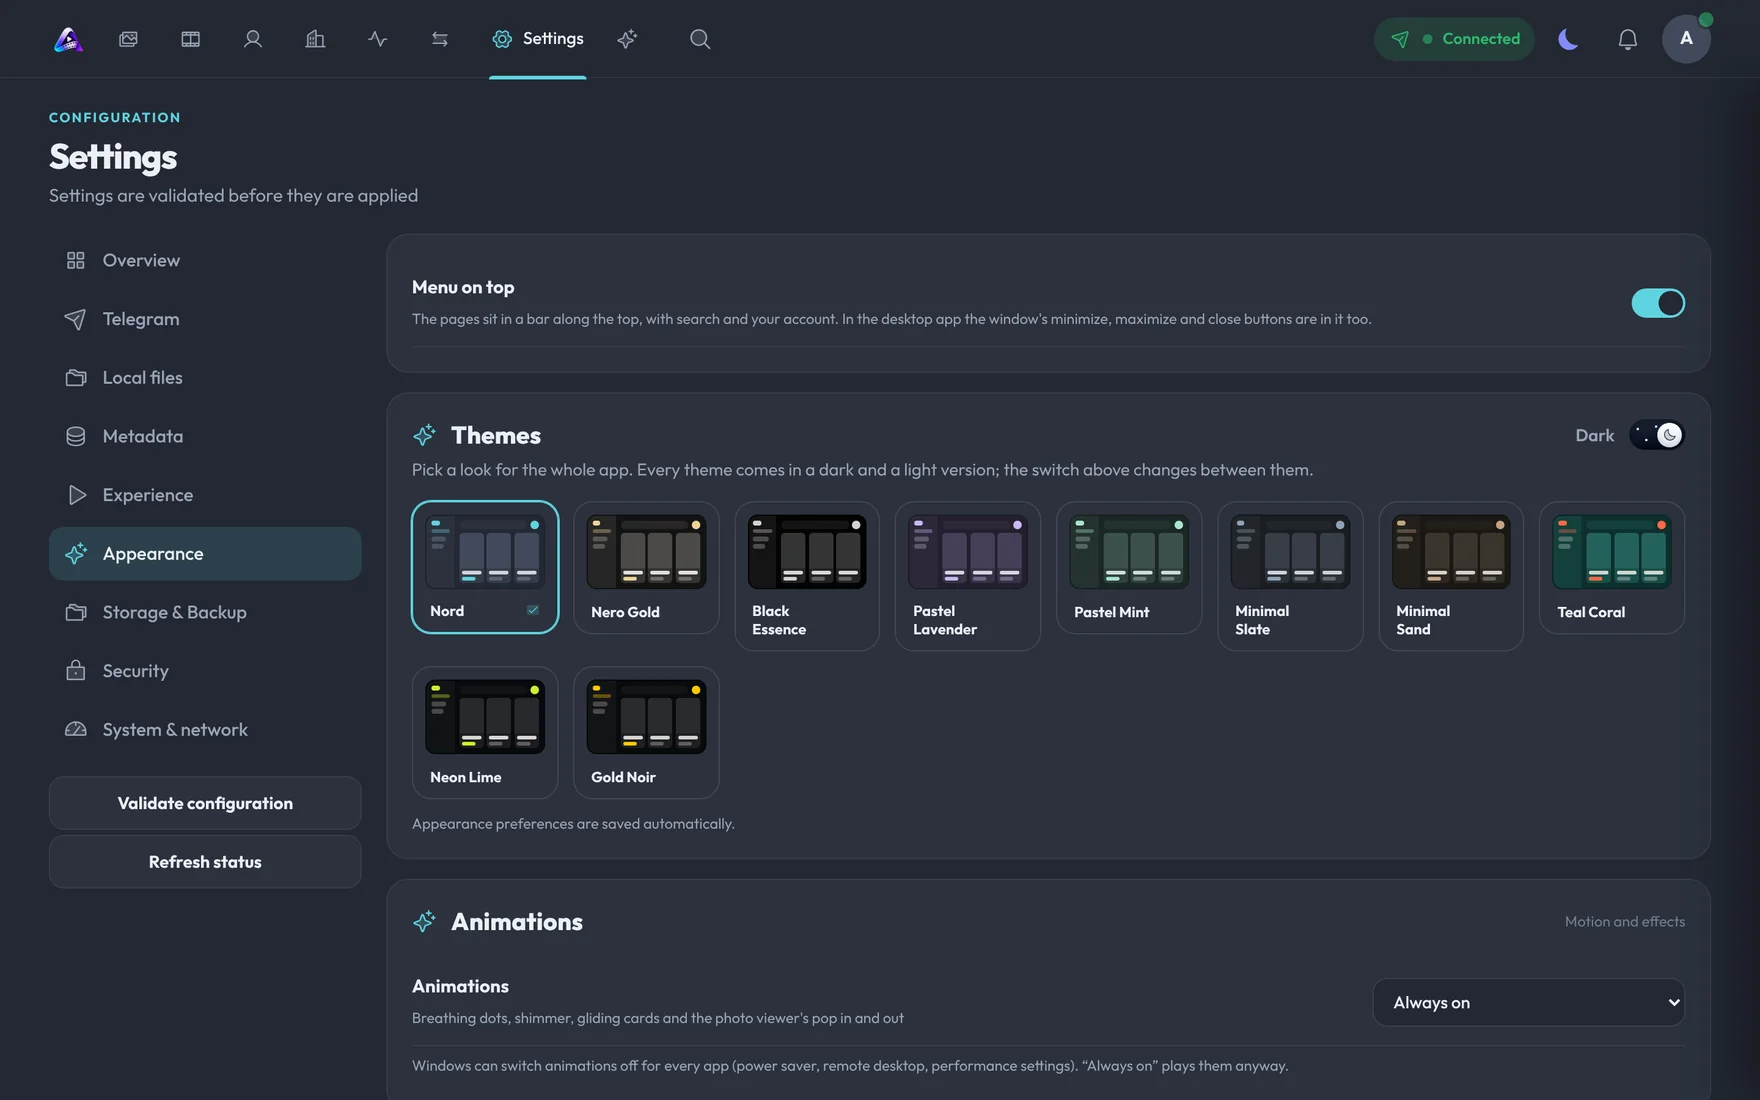 Settings
Connected
A
CONFIGURATION
Settings
Settings are validated before they are applied
Overview
Telegram
Local files
Metadata
Experience
Appearance
Storage & Backup
Security
System & network
Validate configuration
Refresh status
Menu on top
The pages sit in a bar along the top, with search and your account. In the desktop app the window's minimize, maximize and close buttons are in it too.
Themes
Dark
Pick a look for the whole app. Every theme comes in a dark and a light version; the switch above changes between them.
Nord
Nero Gold
Black
Essence
Pastel
Lavender
Pastel Mint
Minimal
Slate
Minimal
Sand
Teal Coral
Neon Lime
Gold Noir
Appearance preferences are saved automatically.
Animations
Motion and effects
Animations
Breathing dots, shimmer, gliding cards and the photo viewer's pop in and out
Always on
Windows can switch animations off for every app (power saver, remote desktop, performance settings). “Always on” plays them anyway.